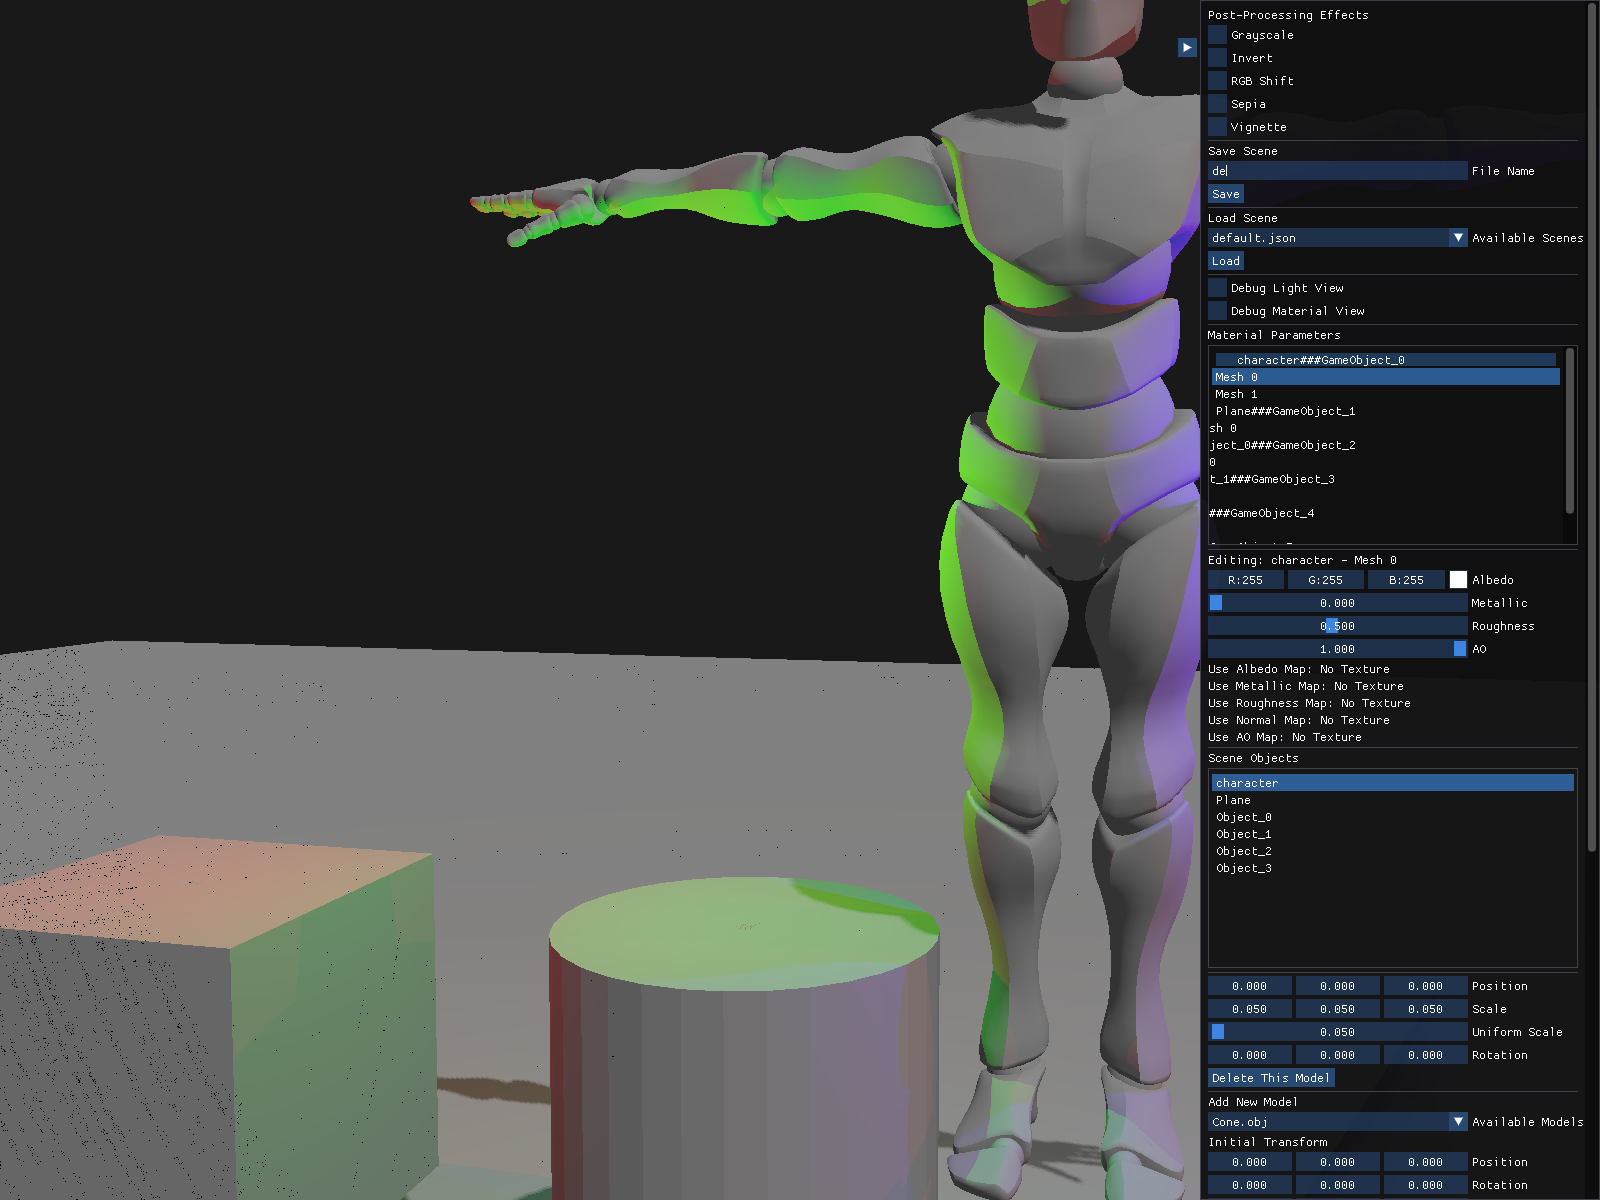 Post-Processing Effects
Grayscale
Invert
RGB Shift
Sepia
Vignette
Save Scene
de File Name
Save
Load Scene
default.json Available Scenes
Load
Debug Light View
Debug Material View
Material Parameters
character###GameObject_0
Mesh 0
Mesh 1
Plane###GameObject_1
sh 0
ject_0###GameObject_2
0
t_1###GameObject_3
###GameObject_4
Editing: character - Mesh 0
R:255 G:255 B:255 Albedo
0.000 Metallic
0.500 Roughness
1.000 AO
Use Albedo Map: No Texture
Use Metallic Map: No Texture
Use Roughness Map: No Texture
Use Normal Map: No Texture
Use AO Map: No Texture
Scene Objects
character
Plane
Object_0
Object_1
Object_2
Object_3
0.000 0.000 0.000 Position
0.050 0.050 0.050 Scale
0.050 Uniform Scale
0.000 0.000 0.000 Rotation
Delete This Model
Add New Model
Cone.obj Available Models
Initial Transform
0.000 0.000 0.000 Position
0.000 0.000 0.000 Rotation